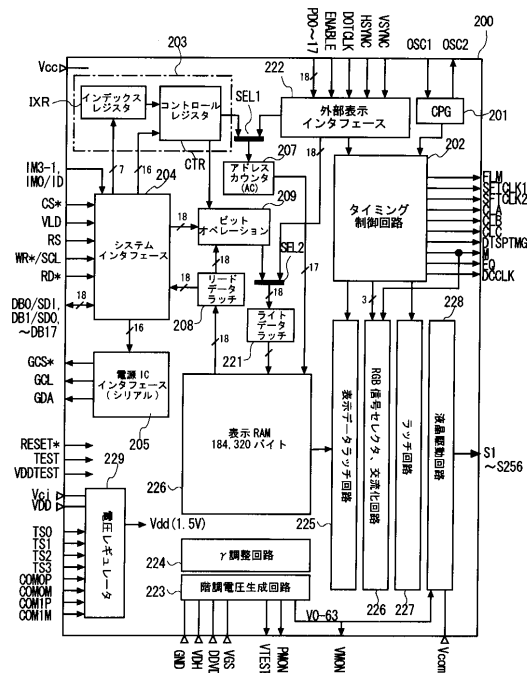 200
203
Vcc
IXR
インデックス
レジスタ
コントロール
レジスタ
CTR
7
16
SEL1
PD0～17
ENABLE
DOTCLK
HSYNC
VSYNC
OSC1
OSC2
18
222
外部表示
インタフェース
CPG
201
202
18
207
アドレス
カウンタ
(AC)
17
IM3-1,
IM0/ID
CS*
VLD
RS
WR*/SCL
RD*
18
DB0/SDI,
DB1/SD0,
～DB17
204
システム
インタフェース
18
209
ビット
オペレーション
18
SEL2
18
18
リードデータ
ラッチ
208
18
ライト
データ
ラッチ
221
タイミング
制御回路
FLM
SFTCLK1
SFTCLK2
CLA
CLB
CLC
DTSPTMG
M
EQ
DCCLK
3
228
16
GCS*
GCL
GDA
電源IC
インタフェース
(シリアル)
205
表示RAM
184,320バイト
226
表示データラッチ回路
225
RGB信号セレクタ・交流化回路
226
ラッチ回路
227
液晶駆動回路
S1
～S256
RESET*
TEST
VDDTEST
229
Vci
VDD
電圧レギュレータ
Vdd(1.5V)
TS0
TS1
TS2
TS3
COM0P
COM0M
COM1P
COM1M
γ調整回路
224
階調電圧生成回路
223
V0-63
GND
VDH
DDVD
VGS
VTEST
PMON
VMON
Vcom